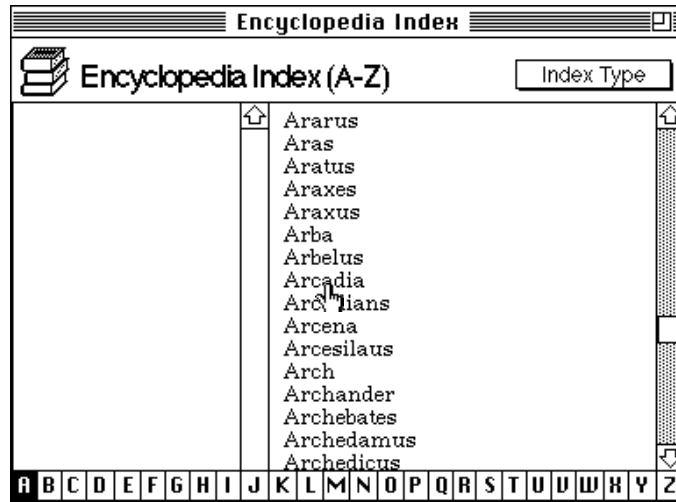 Encyclopedia Index
Encyclopedia Index (A-Z)
Index Type
Ararus
Aras
Aratus
Araxes
Araxus
Arba
Arbelus
Arcadia
Arcadians
Arcena
Arcesilaus
Arch
Archander
Archebates
Archedamus
Archedicus
A B C D E F G H I J K L M N O P Q R S T U V W X Y Z